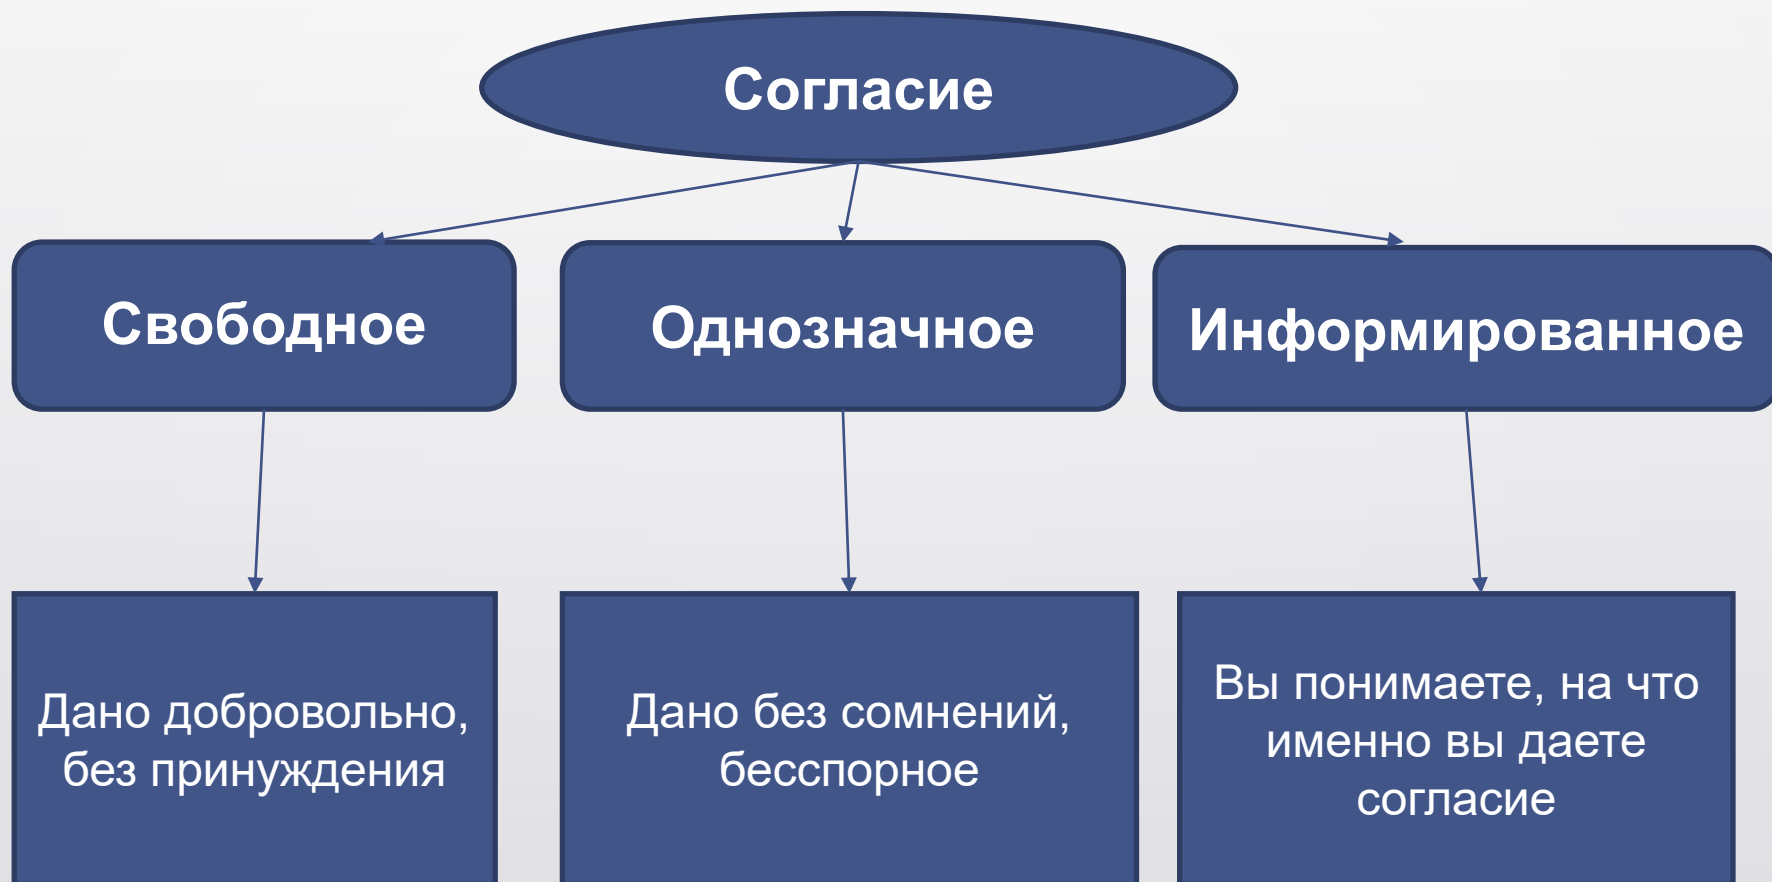 Согласие
Свободное
Однозначное
Информированное
Дано добровольно,
без принуждения
Дано без сомнений,
бесспорное
Вы понимаете, на что
именно вы даете
согласие